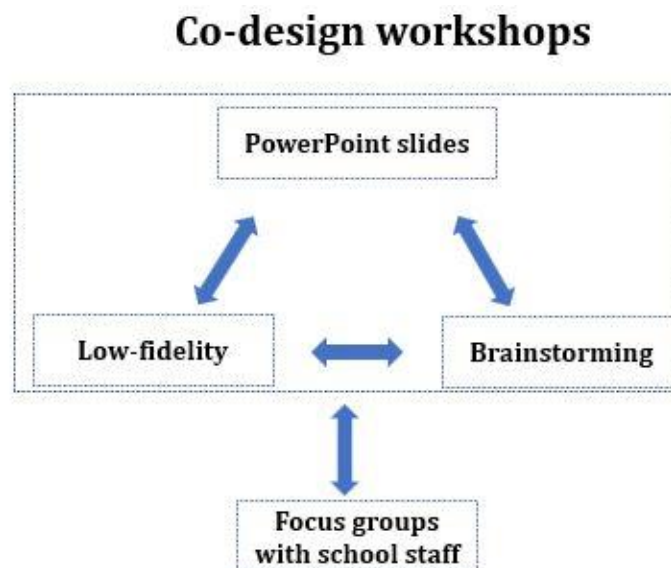 Co-design workshops
PowerPoint slides
Low-fidelity
Brainstorming
Focus groups
with school staff